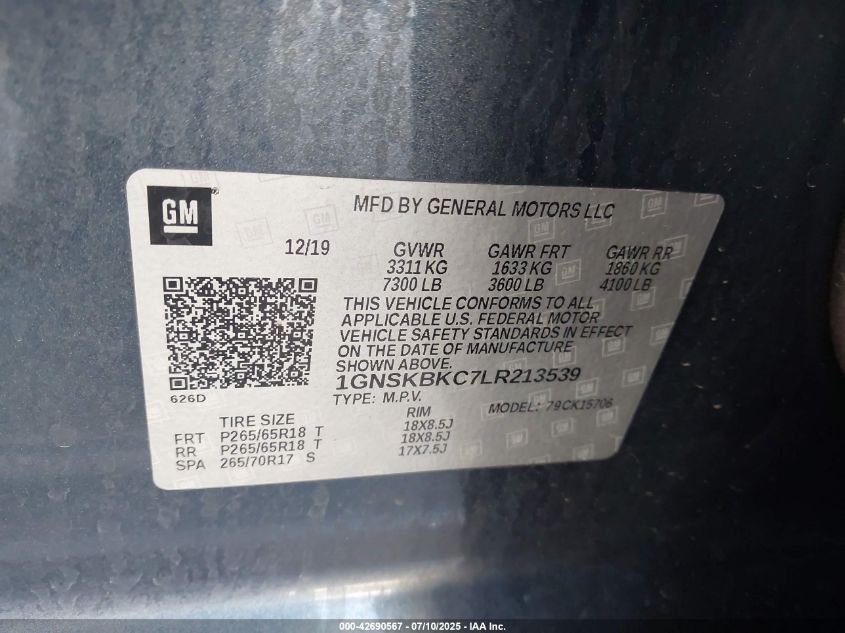 GM
MFD BY GENERAL MOTORS LLC
12/19 GVWR GAWR FRT GAWR RR
3311 KG 1633 KG 1860 KG
7300 LB 3600 LB 4100 LB
THIS VEHICLE CONFORMS TO ALL
APPLICABLE U.S. FEDERAL MOTOR
VEHICLE SAFETY STANDARDS IN EFFECT
ON THE DATE OF MANUFACTURE
SHOWN ABOVE.
626D
1GNSKBKC7LR213539
TYPE: M.P.V. MODEL: 79CK15706
TIRE SIZE RIM
FRT P265/65R18 T 18X8.5J
RR P265/65R18 T 18X8.5J
SPA 265/70R17 S 17X7.5J
000-42690567 - 07/10/2025 - IAA Inc.